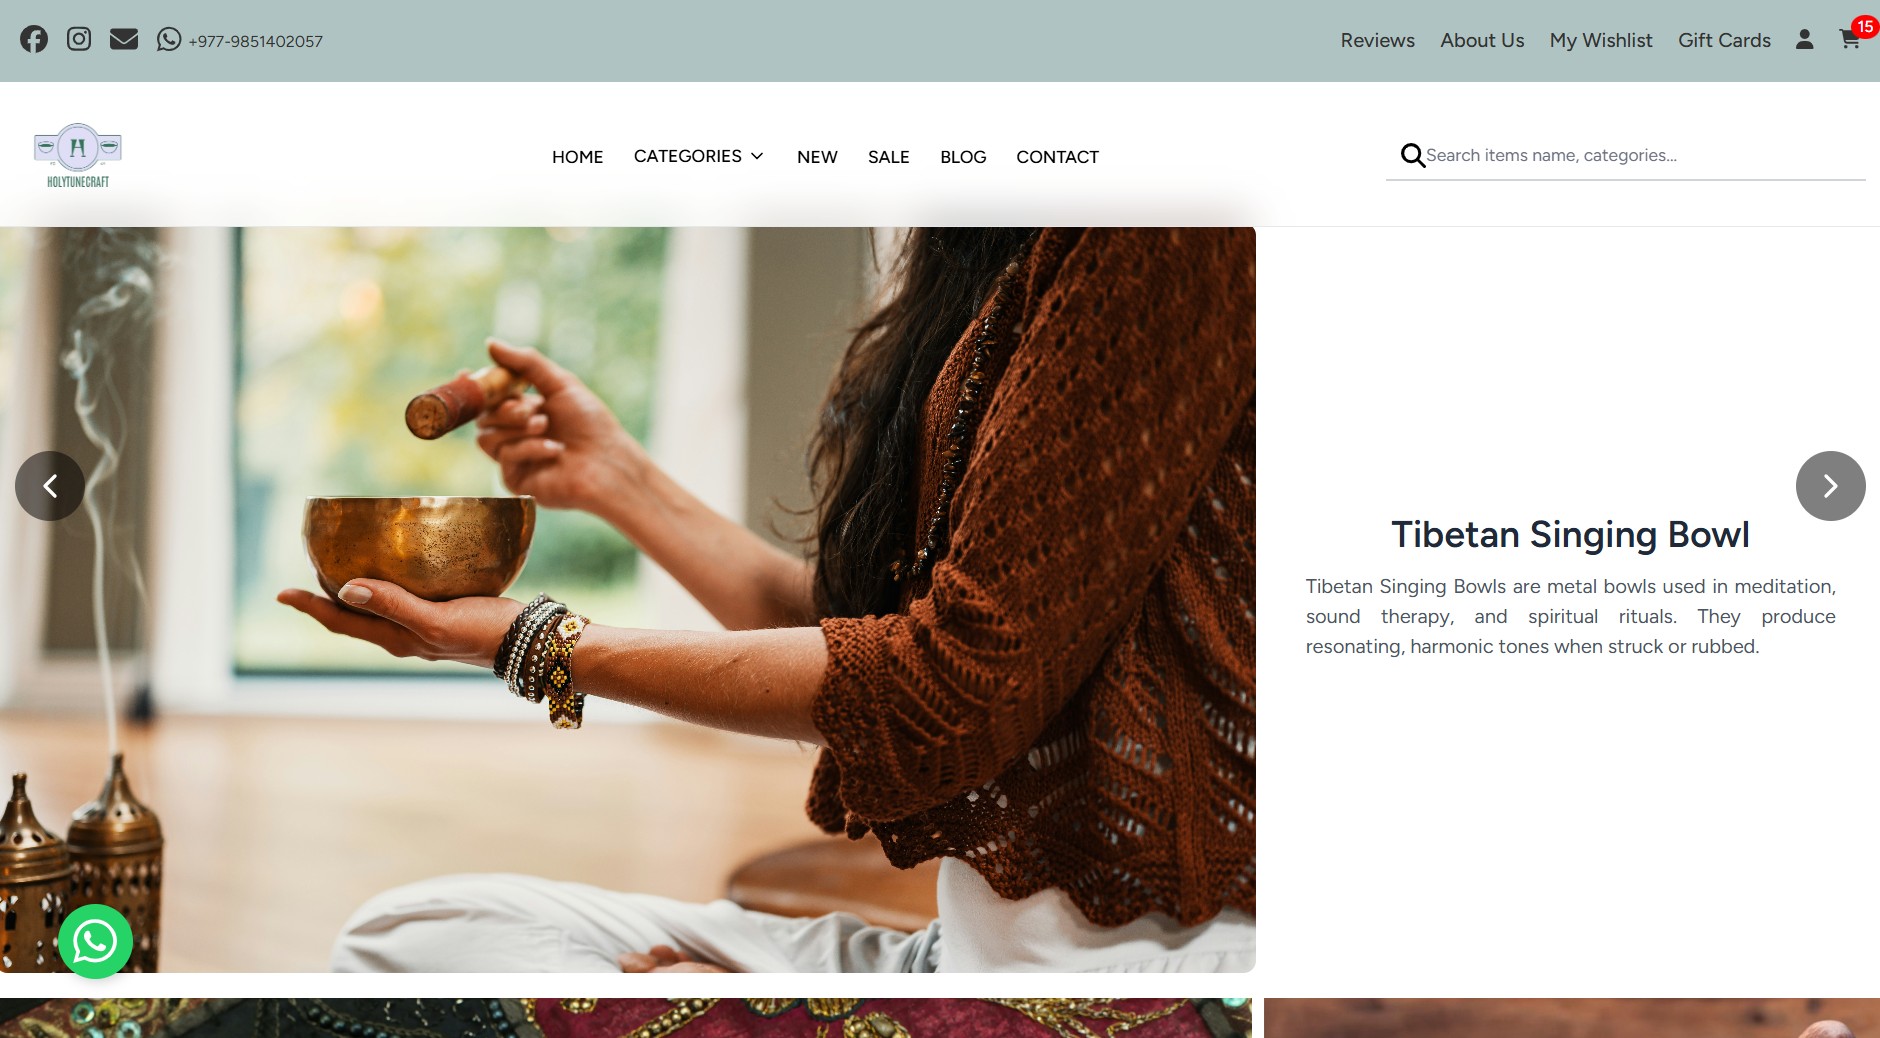 +977-9851402057
Reviews About Us My Wishlist Gift Cards 15
H
HOLYTUNECRAFT
HOME CATEGORIES NEW SALE BLOG CONTACT
Search items name, categories...
Tibetan Singing Bowl
Tibetan Singing Bowls are metal bowls used in meditation,
sound therapy, and spiritual rituals. They produce
resonating, harmonic tones when struck or rubbed.